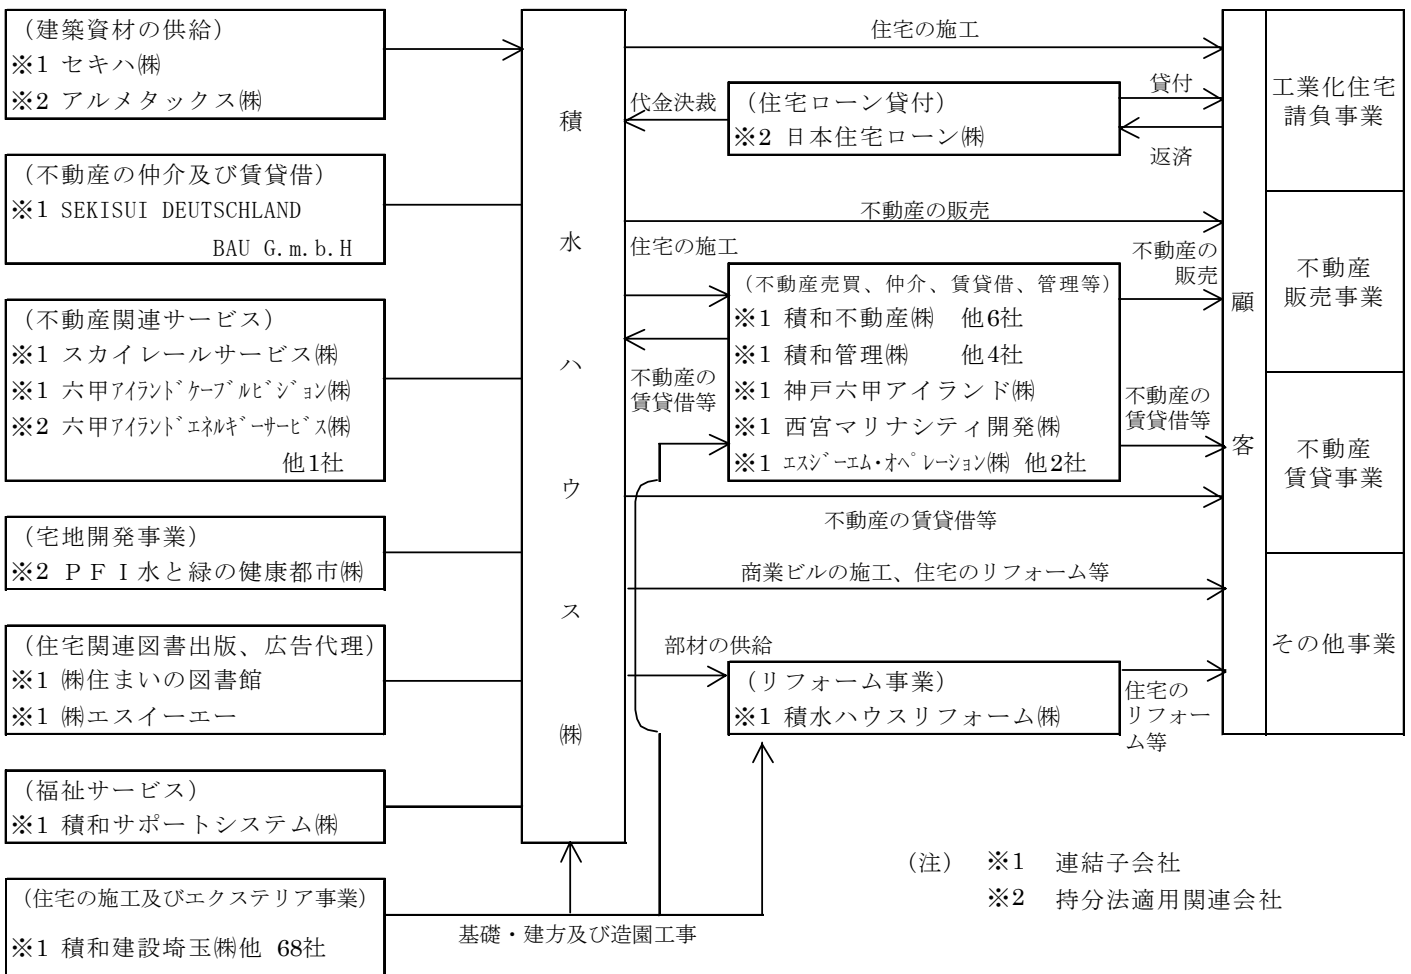 (建築資材の供給)
※1 セキハ㈱
※2 アルメタックス㈱
(不動産の仲介及び賃貸借)
※1 SEKISUI DEUTSCHLAND
BAU G.m.b.H
(不動産関連サービス)
※1 スカイレールサービス㈱
※1 六甲ｱｲﾗﾝﾄﾞｹｰﾌﾞﾙﾋﾞｼﾞｮﾝ㈱
※2 六甲ｱｲﾗﾝﾄﾞｴﾈﾙｷﾞｰｻｰﾋﾞｽ㈱
他1社
(宅地開発事業)
※2 ＰＦＩ水と緑の健康都市㈱
(住宅関連図書出版、広告代理)
※1 ㈱住まいの図書館
※1 ㈱エスイーエー
(福祉サービス)
※1 積和サポートシステム㈱
(住宅の施工及びエクステリア事業)
※1 積和建設埼玉㈱他 68社
積水ハウス㈱
住宅の施工
代金決裁
(住宅ローン貸付)
※2 日本住宅ローン㈱
貸付
返済
不動産の販売
住宅の施工
不動産の
賃貸借等
(不動産売買、仲介、賃貸借、管理等)
※1 積和不動産㈱ 他6社
※1 積和管理㈱ 他4社
※1 神戸六甲アイランド㈱
※1 西宮マリナシティ開発㈱
※1 ｴｽｼﾞｰｴﾑ･ｵﾍﾟﾚｰｼｮﾝ㈱ 他2社
不動産の
販売
不動産の
賃貸借等
不動産の賃貸借等
商業ビルの施工、住宅のリフォーム等
部材の供給
(リフォーム事業)
※1 積水ハウスリフォーム㈱
住宅の
リフォー
ム等
基礎・建方及び造園工事
顧客
工業化住宅
請負事業
不動産
販売事業
不動産
賃貸事業
その他事業
(注) ※1 連結子会社
※2 持分法適用関連会社